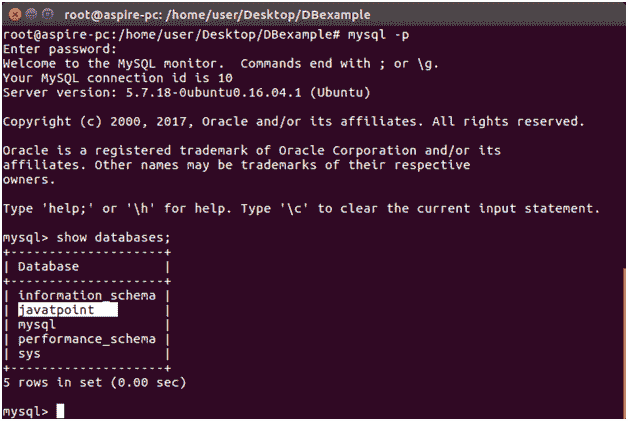 root@aspire-pc: /home/user/Desktop/DBexample
root@aspire-pc:/home/user/Desktop/DBexample# mysql -p
Enter password:
Welcome to the MySQL monitor.  Commands end with ; or \g.
Your MySQL connection id is 10
Server version: 5.7.18-0ubuntu0.16.04.1 (Ubuntu)
Copyright (c) 2000, 2017, Oracle and/or its affiliates. All rights reserved.
Oracle is a registered trademark of Oracle Corporation and/or its
affiliates. Other names may be trademarks of their respective
owners.
Type 'help;' or '\h' for help. Type '\c' to clear the current input statement.
mysql> show databases;
+--------------------+
| Database           |
+--------------------+
| information_schema |
| javatpoint         |
| mysql              |
| performance_schema |
| sys                |
+--------------------+
5 rows in set (0.00 sec)
mysql>